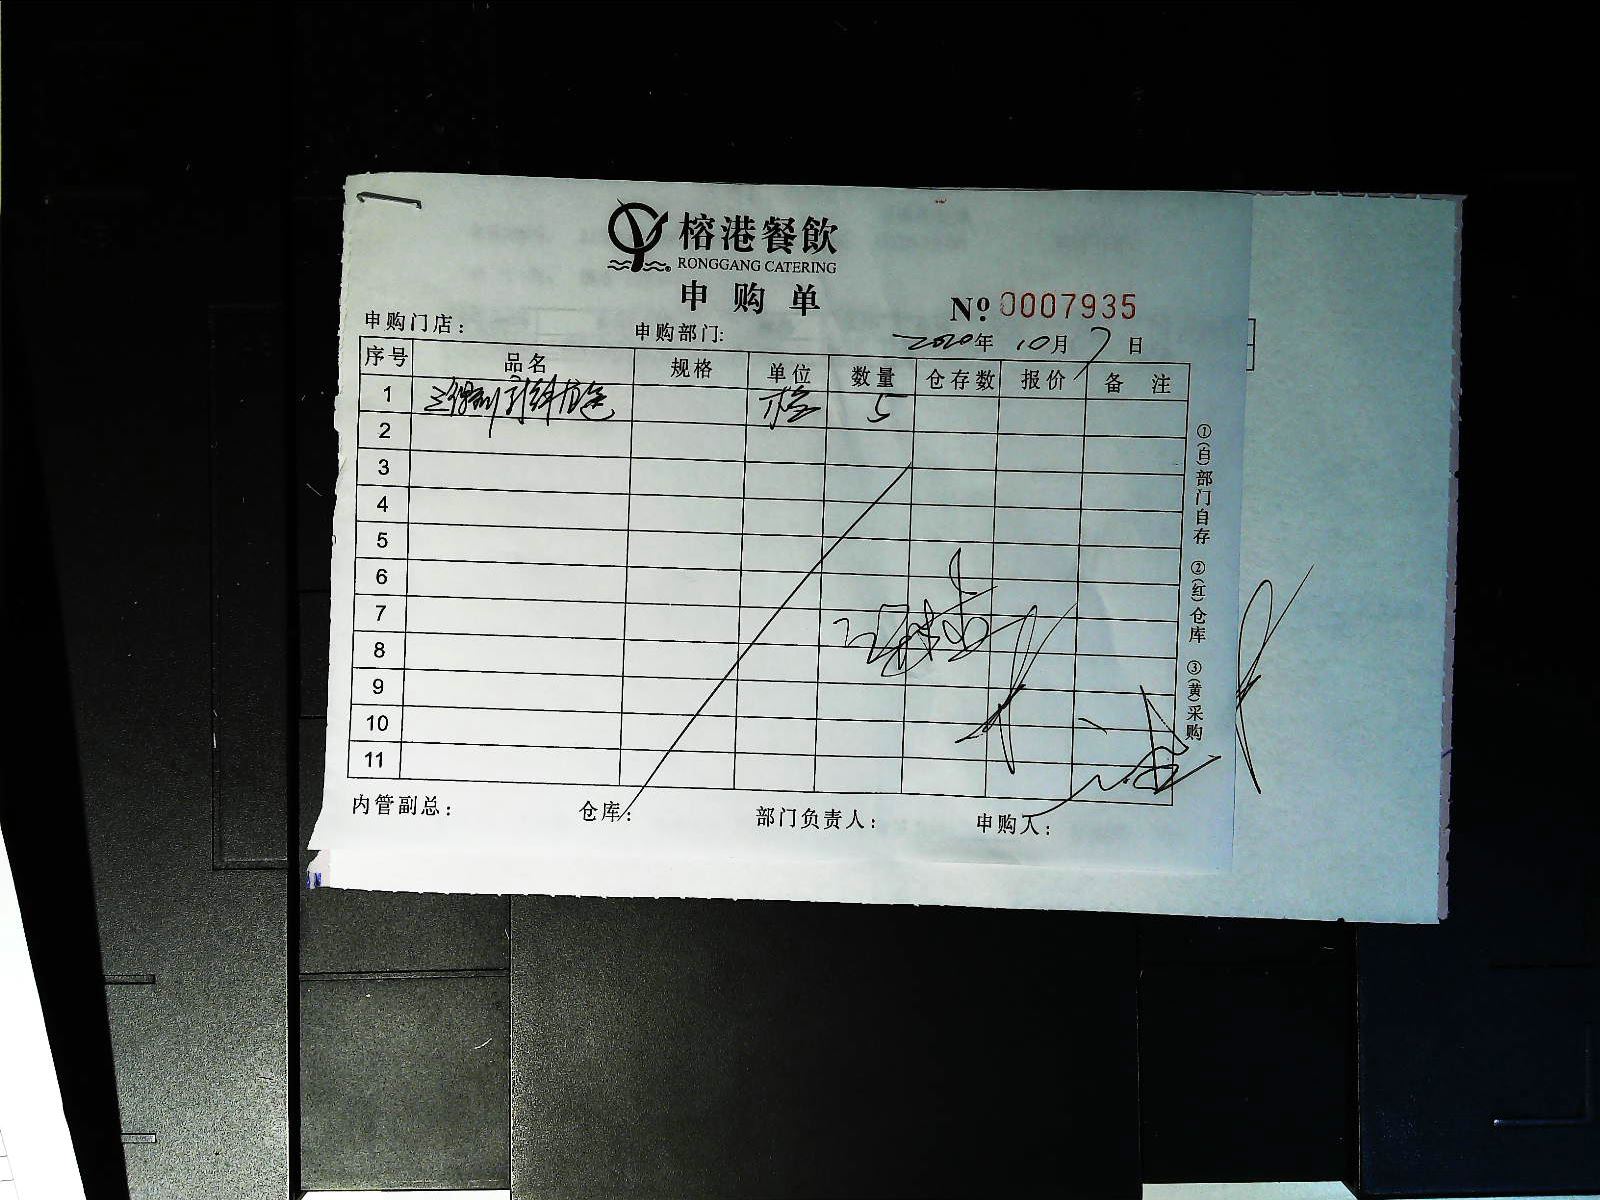 榕港餐飲
RONGGANG CATERING
申购单
№ 0007935
申购门店： 申购部门: 2020年 10月 7日
序号 品名 规格 单位 数量 仓存数 报价 备注
1 5
2
3
4
5
6
7
8
9
10
11
内管副总： 仓库： 部门负责人： 申购人：
①(白)部门自存 ②(红)仓库 ③(黄)采购